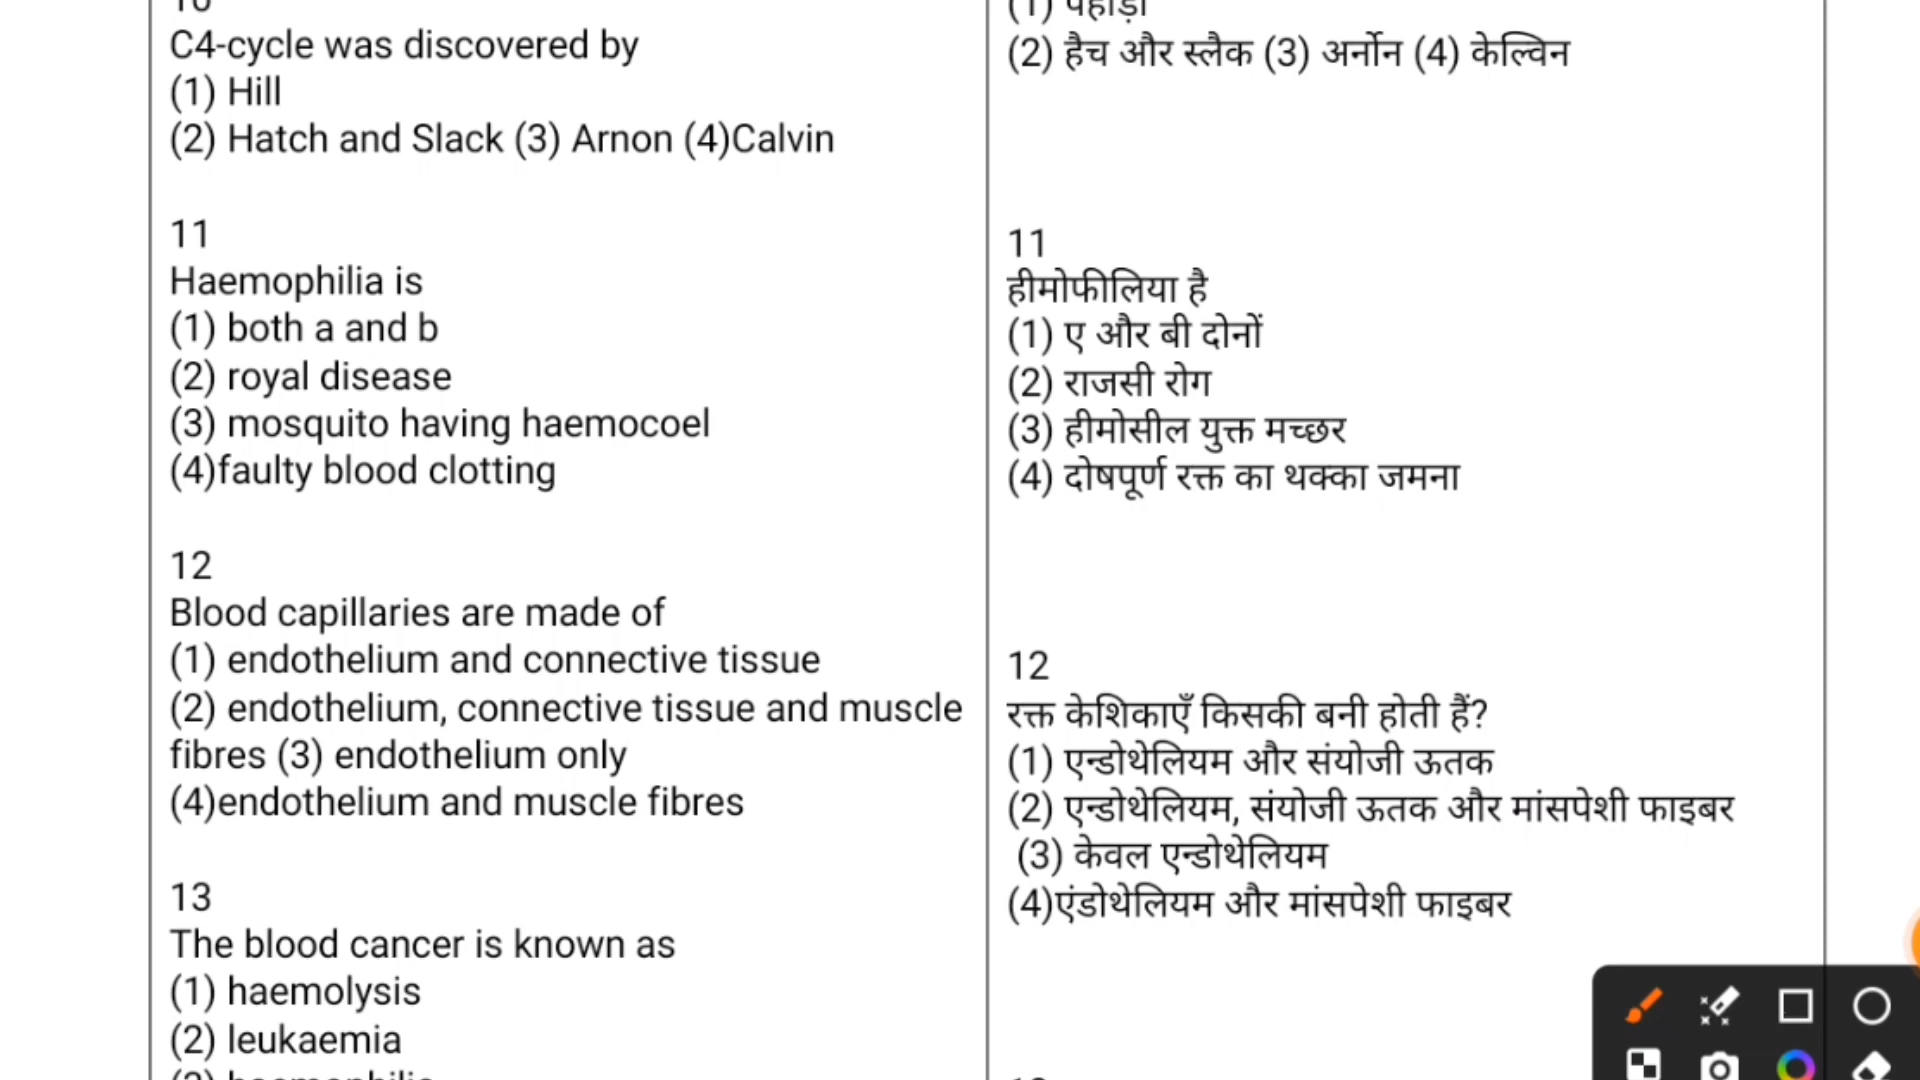 10
C4-cycle was discovered by
(1) Hill
(2) Hatch and Slack (3) Arnon (4)Calvin
11
Haemophilia is
(1) both a and b
(2) royal disease
(3) mosquito having haemocoel
(4)faulty blood clotting
12
Blood capillaries are made of
(1) endothelium and connective tissue
(2) endothelium, connective tissue and muscle
fibres (3) endothelium only
(4)endothelium and muscle fibres
13
The blood cancer is known as
(1) haemolysis
(2) leukaemia
(3) haemophilia
(1) पहाड़ी
(2) हैच और स्लैक (3) अर्नोन (4) केल्विन
11
हीमोफीलिया है
(1) ए और बी दोनों
(2) राजसी रोग
(3) हीमोसील युक्त मच्छर
(4) दोषपूर्ण रक्त का थक्का जमना
12
रक्त केशिकाएँ किसकी बनी होती हैं?
(1) एन्डोथेलियम और संयोजी ऊतक
(2) एन्डोथेलियम, संयोजी ऊतक और मांसपेशी फाइबर
(3) केवल एन्डोथेलियम
(4)एंडोथेलियम और मांसपेशी फाइबर